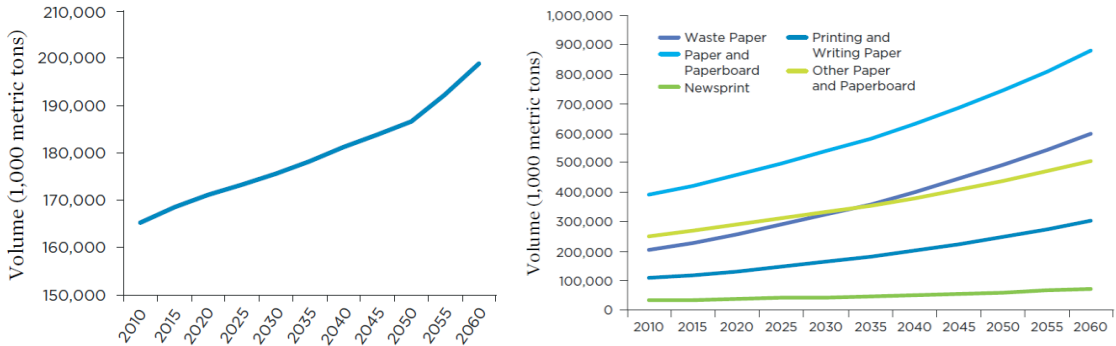 Volume (1,000 metric tons)
210,000
200,000
190,000
180,000
170,000
160,000
150,000
2010
2015
2020
2025
2030
2035
2040
2045
2050
2055
2060
Volume (1,000 metric tons)
1,000,000
900,000
800,000
700,000
600,000
500,000
400,000
300,000
200,000
100,000
0
Waste Paper
Paper and
Paperboard
Newsprint
Printing and
Writing Paper
Other Paper
and Paperboard
2010 2015 2020 2025 2030 2035 2040 2045 2050 2055 2060